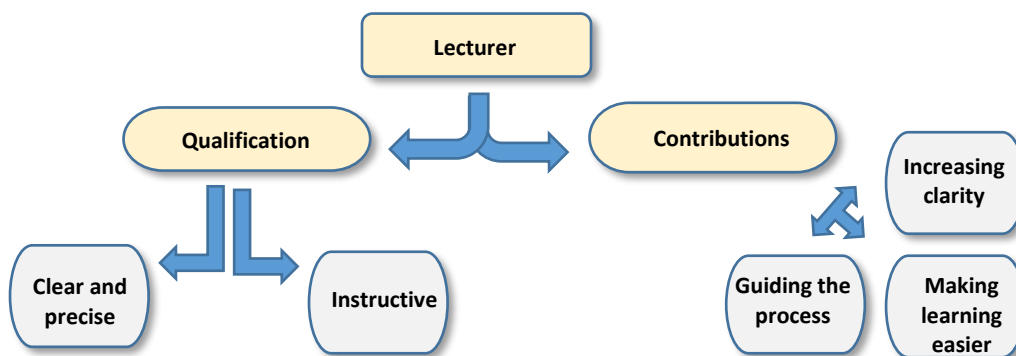 Lecturer
Qualification
Contributions
Increasing
clarity
Clear and
precise
Instructive
Guiding the
process
Making
learning
easier